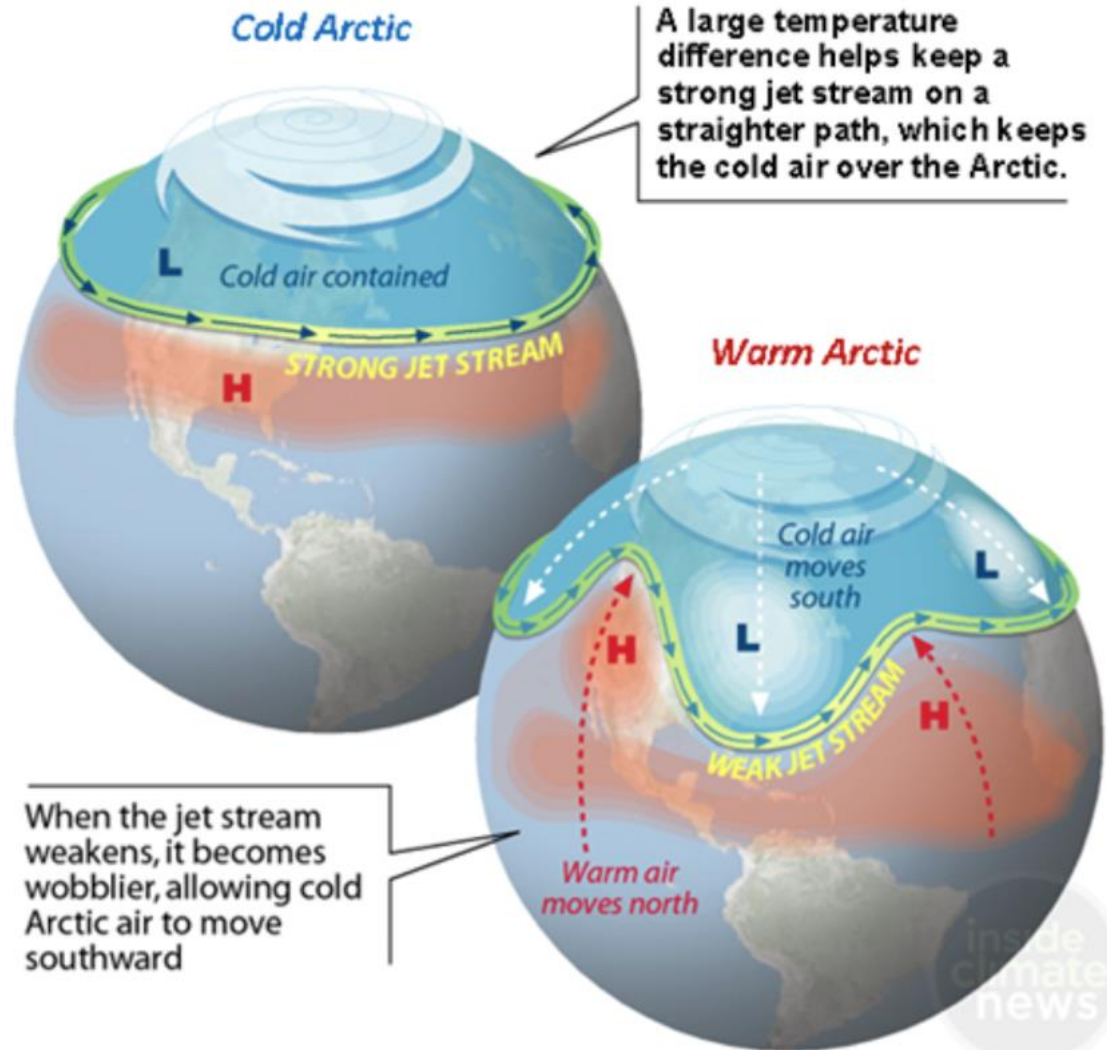 Cold Arctic
A large temperature
difference helps keep a
strong jet stream on a
straighter path, which keeps
the cold air over the Arctic.
L
Cold air contained
STRONG JET STREAM
H
Warm Arctic
Cold air
moves
south
L
L
H
H
WEAK JET STREAM
When the jet stream
weakens, it becomes
wobblier, allowing cold
Arctic air to move
southward
Warm air
moves north
inside
climate
news